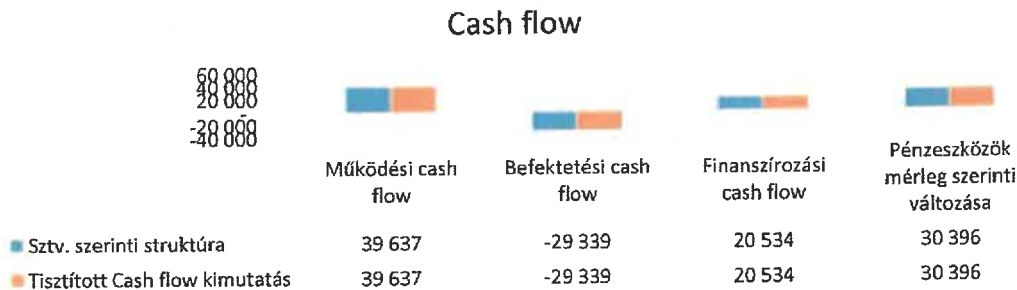 Cash flow
60 000
40 000
20 000
-
-20 000
-40 000
Működési cash flow
Befektetési cash flow
Finanszírozási cash flow
Pénzeszközök mérleg szerinti változása
Sztv. szerinti struktúra 39 637 -29 339 20 534 30 396
Tisztított Cash flow kimutatás 39 637 -29 339 20 534 30 396